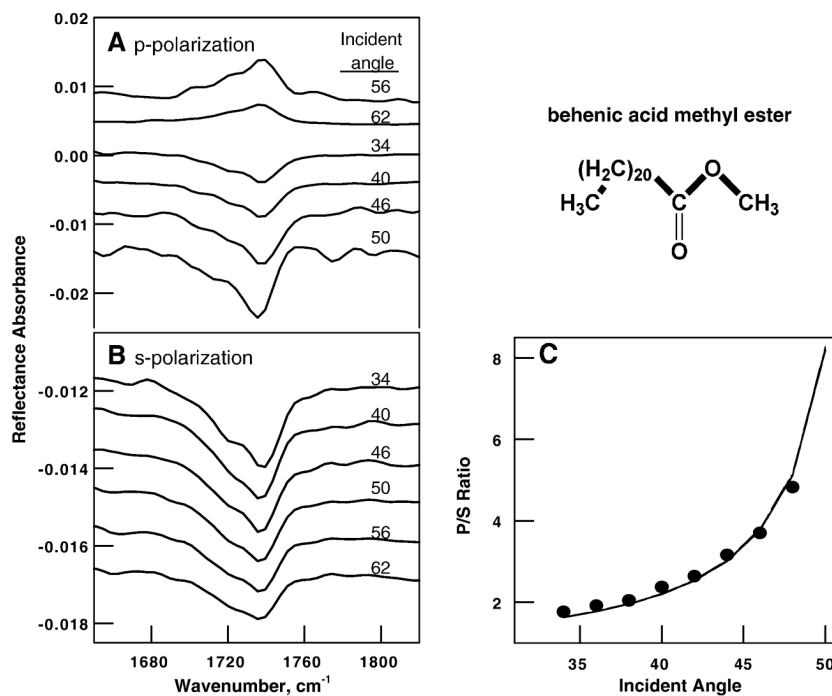 A p-polarization
Incident
angle
0.02
0.01
0.00
-0.01
-0.02
56
62
34
40
46
50
B s-polarization
-0.012
-0.014
-0.016
-0.018
34
40
46
50
56
62
1680 1720 1760 1800
Wavenumber, cm⁻¹
Reflectance Absorbance
behenic acid methyl ester
(H₂C)₂₀ O
H₃C C CH₃
O
C
8
6
4
2
P/S Ratio
35 40 45 50
Incident Angle